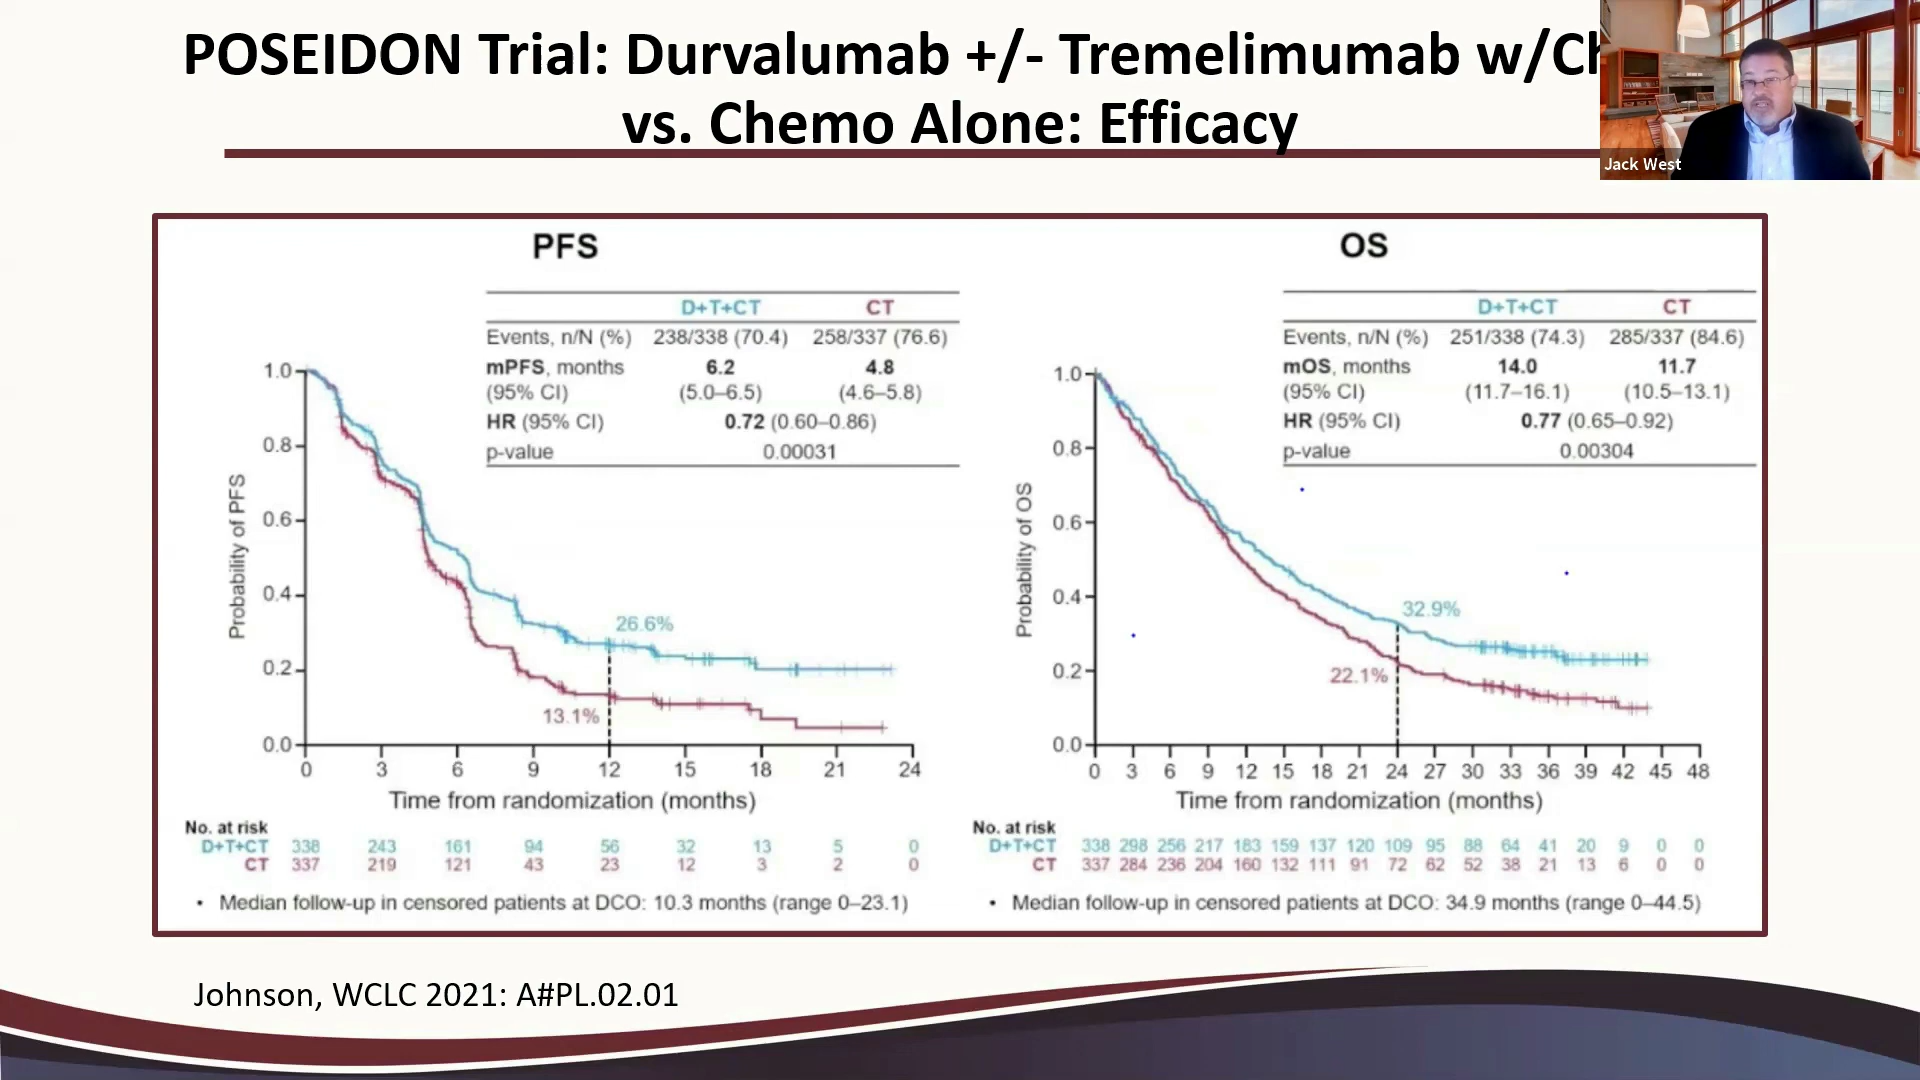 POSEIDON Trial: Durvalumab +/- Tremelimumab w/Ch
vs. Chemo Alone: Efficacy
Jack West
PFS
D+T+CT CT
Events, n/N (%) 238/338 (70.4) 258/337 (76.6)
mPFS, months 6.2 4.8
(95% CI) (5.0–6.5) (4.6–5.8)
HR (95% CI) 0.72 (0.60–0.86)
p-value 0.00031
Probability of PFS
1.0
0.8
0.6
0.4
0.2
0.0
26.6%
13.1%
0 3 6 9 12 15 18 21 24
Time from randomization (months)
No. at risk
D+T+CT 338 243 161 94 56 32 13 5 0
CT 337 219 121 43 23 12 3 2 0
• Median follow-up in censored patients at DCO: 10.3 months (range 0–23.1)
OS
D+T+CT CT
Events, n/N (%) 251/338 (74.3) 285/337 (84.6)
mOS, months 14.0 11.7
(95% CI) (11.7–16.1) (10.5–13.1)
HR (95% CI) 0.77 (0.65–0.92)
p-value 0.00304
Probability of OS
1.0
0.8
0.6
0.4
0.2
0.0
32.9%
22.1%
0 3 6 9 12 15 18 21 24 27 30 33 36 39 42 45 48
Time from randomization (months)
No. at risk
D+T+CT 338 298 256 217 183 159 137 120 109 95 88 64 41 20 9 0 0
CT 337 284 236 204 160 132 111 91 72 62 52 38 21 13 6 0 0
• Median follow-up in censored patients at DCO: 34.9 months (range 0–44.5)
Johnson, WCLC 2021: A#PL.02.01